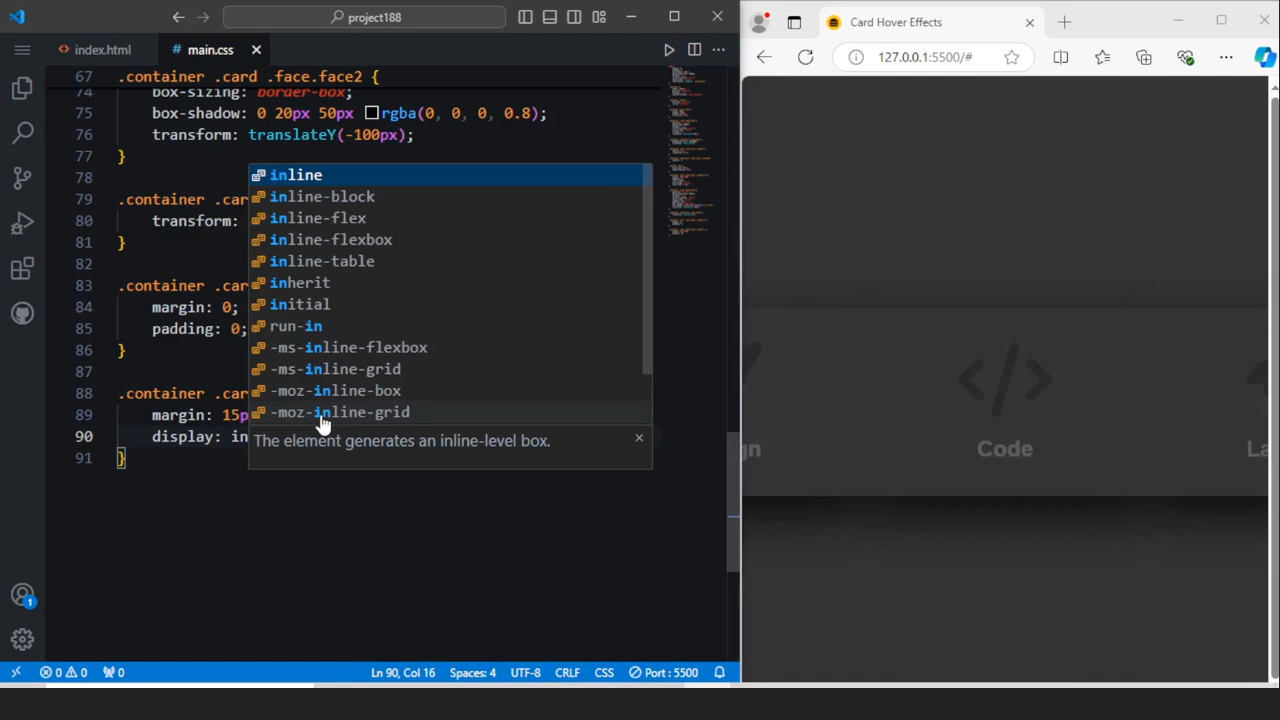 project188
Card Hover Effects
index.html
main.css
127.0.0.1:5500/#
67 .container .card .face.face2 {
74 box-sizing: border-box;
75 box-shadow: 0 20px 50px rgba(0, 0, 0, 0.8);
76 transform: translateY(-100px);
77 }
78
79 .container .car
80 transform:
81 }
82
83 .container .car
84 margin: 0;
85 padding: 0;
86 }
87
88 .container .car
89 margin: 15p
90 display: in
91 }
inline
inline-block
inline-flex
inline-flexbox
inline-table
inherit
initial
run-in
-ms-inline-flexbox
-ms-inline-grid
-moz-inline-box
-moz-inline-grid
The element generates an inline-level box.
gn
Code
La
1
0 0 0
Ln 90, Col 16
Spaces: 4
UTF-8
CRLF
CSS
Port : 5500